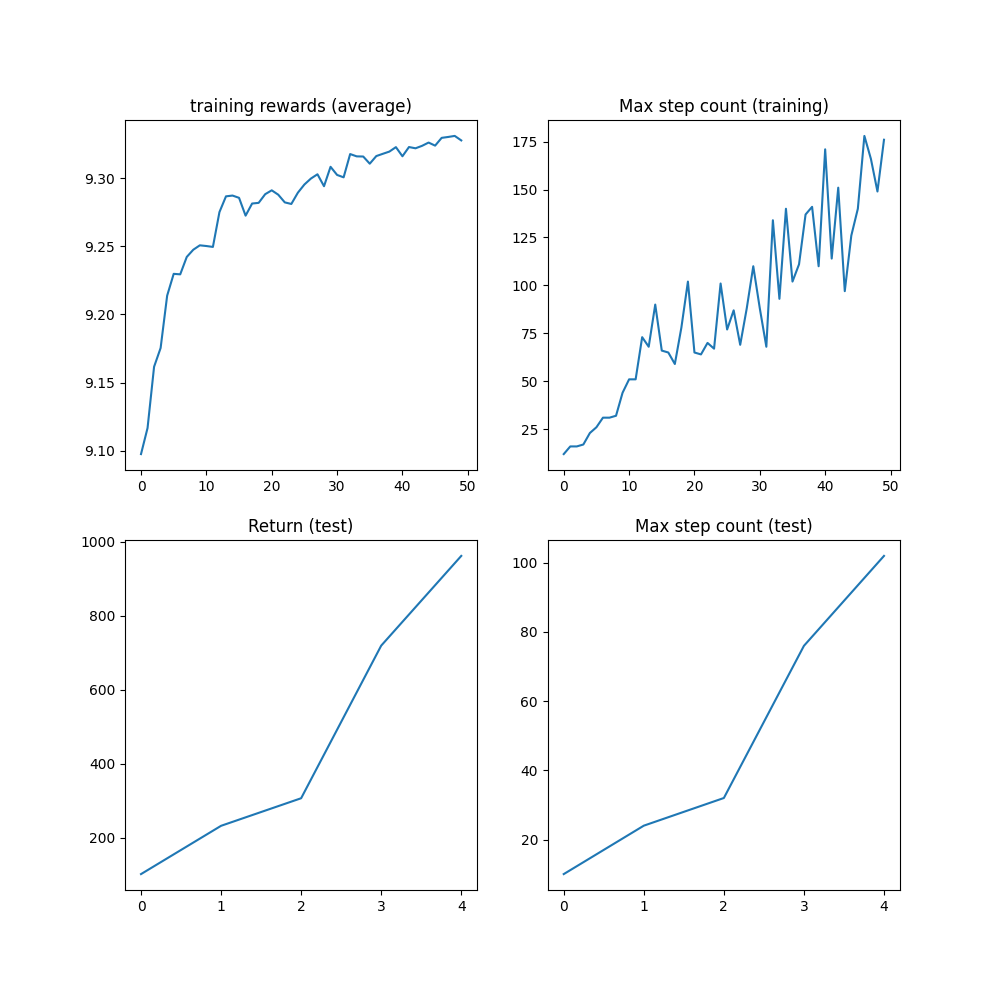 training rewards (average)
9.30
9.25
9.20
9.15
9.10
0 10 20 30 40 50
Max step count (training)
175
150
125
100
75
50
25
0 10 20 30 40 50
Return (test)
1000
800
600
400
200
0 1 2 3 4
Max step count (test)
100
80
60
40
20
0 1 2 3 4